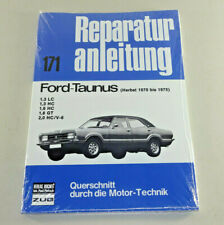 Reparatur
anleitung
171
Ford-Taunus (Herbst 1970 bis 1975)
1,3 LC
1,3 HC
1,6 HC
1,6 GT
2,0 HC/V-6
ZUG
Querschnitt
durch die Motor-Technik